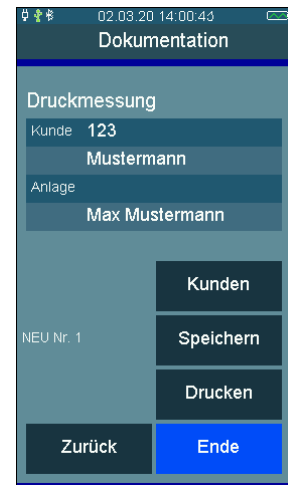 02.03.20 14:00:43
Dokumentation
Druckmessung
Kunde 123
Mustermann
Anlage
Max Mustermann
Kunden
NEU Nr. 1
Speichern
Drucken
Zurück
Ende